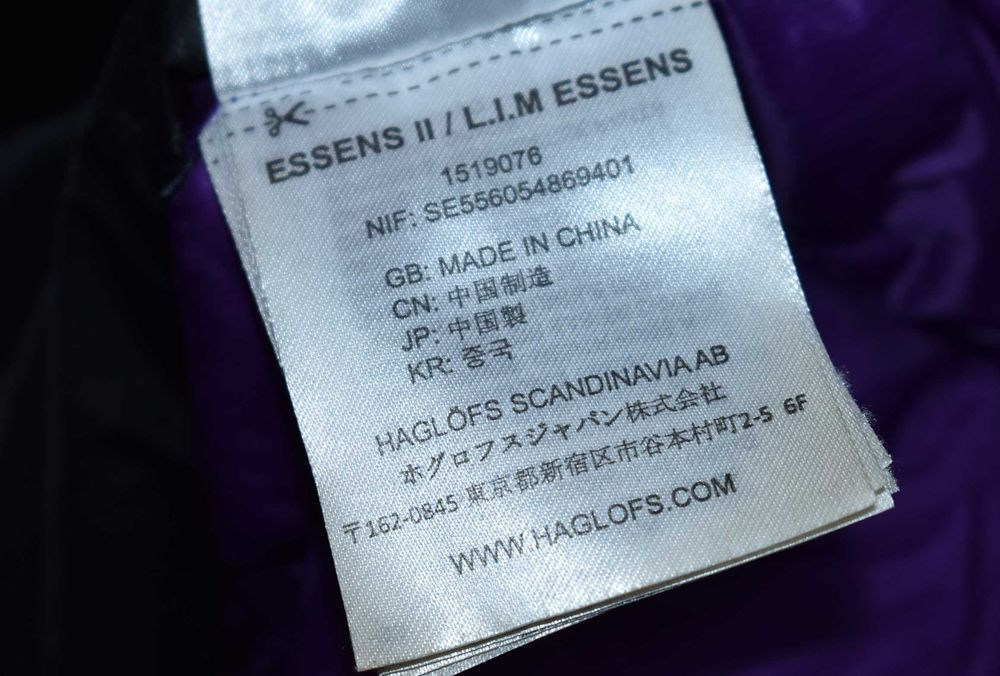 ESSENS II / L.I.M ESSENS
1519076
NIF: SE556054869401
GB: MADE IN CHINA
CN: 中国制造
JP: 中国製
KR: 중국
HAGLÖFS SCANDINAVIA AB
ホグロフスジャパン株式会社
〒162-0845 東京都新宿区市谷本村町2-5 6F
WWW.HAGLOFS.COM